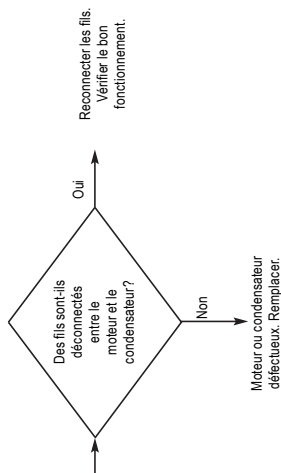 Des fils sont-ils
déconnectés
entre le
moteur et le
condensateur?
Oui
Reconnecter les fils.
Vérifier le bon
fonctionnement.
Non
Moteur ou condensateur
défectueux. Remplacer.